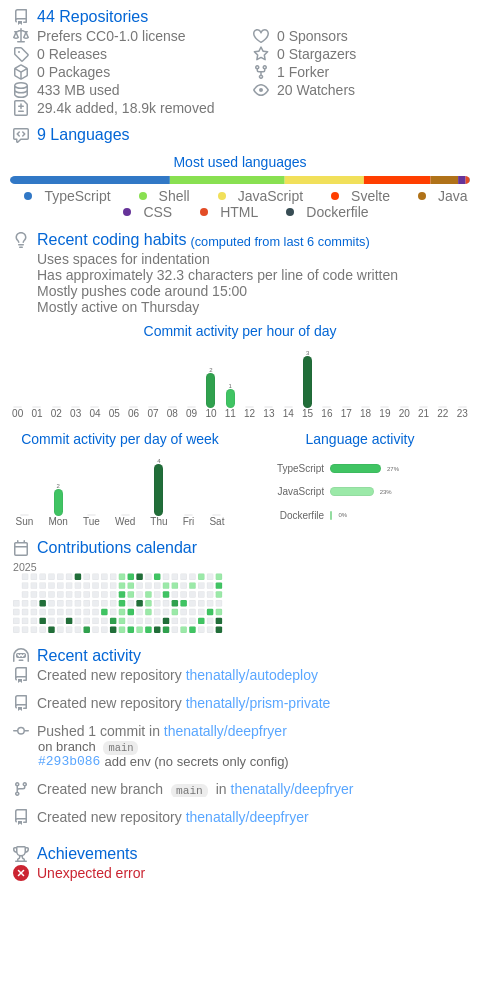 44 Repositories
Prefers CC0-1.0 license
0 Releases
0 Packages
433 MB used
29.4k added, 18.9k removed
0 Sponsors
0 Stargazers
1 Forker
20 Watchers
9 Languages
Most used languages
TypeScript Shell JavaScript Svelte Java
CSS HTML Dockerfile
Recent coding habits (computed from last 6 commits)
Uses spaces for indentation
Has approximately 32.3 characters per line of code written
Mostly pushes code around 15:00
Mostly active on Thursday
Commit activity per hour of day
2 1 3
00 01 02 03 04 05 06 07 08 09 10 11 12 13 14 15 16 17 18 19 20 21 22 23
Commit activity per day of week
2 4
Sun Mon Tue Wed Thu Fri Sat
Language activity
TypeScript 27%
JavaScript 23%
Dockerfile 0%
Contributions calendar
2025
Recent activity
Created new repository thenatally/autodeploy
Created new repository thenatally/prism-private
Pushed 1 commit in thenatally/deepfryer
on branch main
#293b086 add env (no secrets only config)
Created new branch main in thenatally/deepfryer
Created new repository thenatally/deepfryer
Achievements
Unexpected error